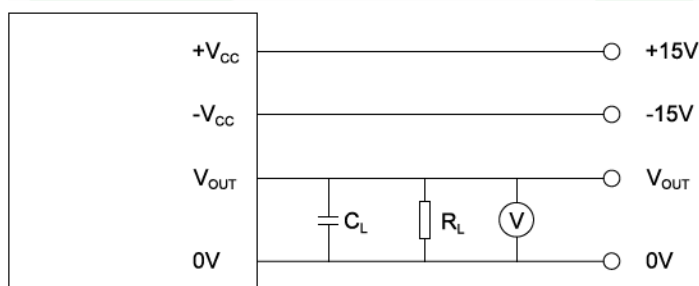 +VCC +15V
-VCC -15V
VOUT VOUT
CL RL V
0V 0V